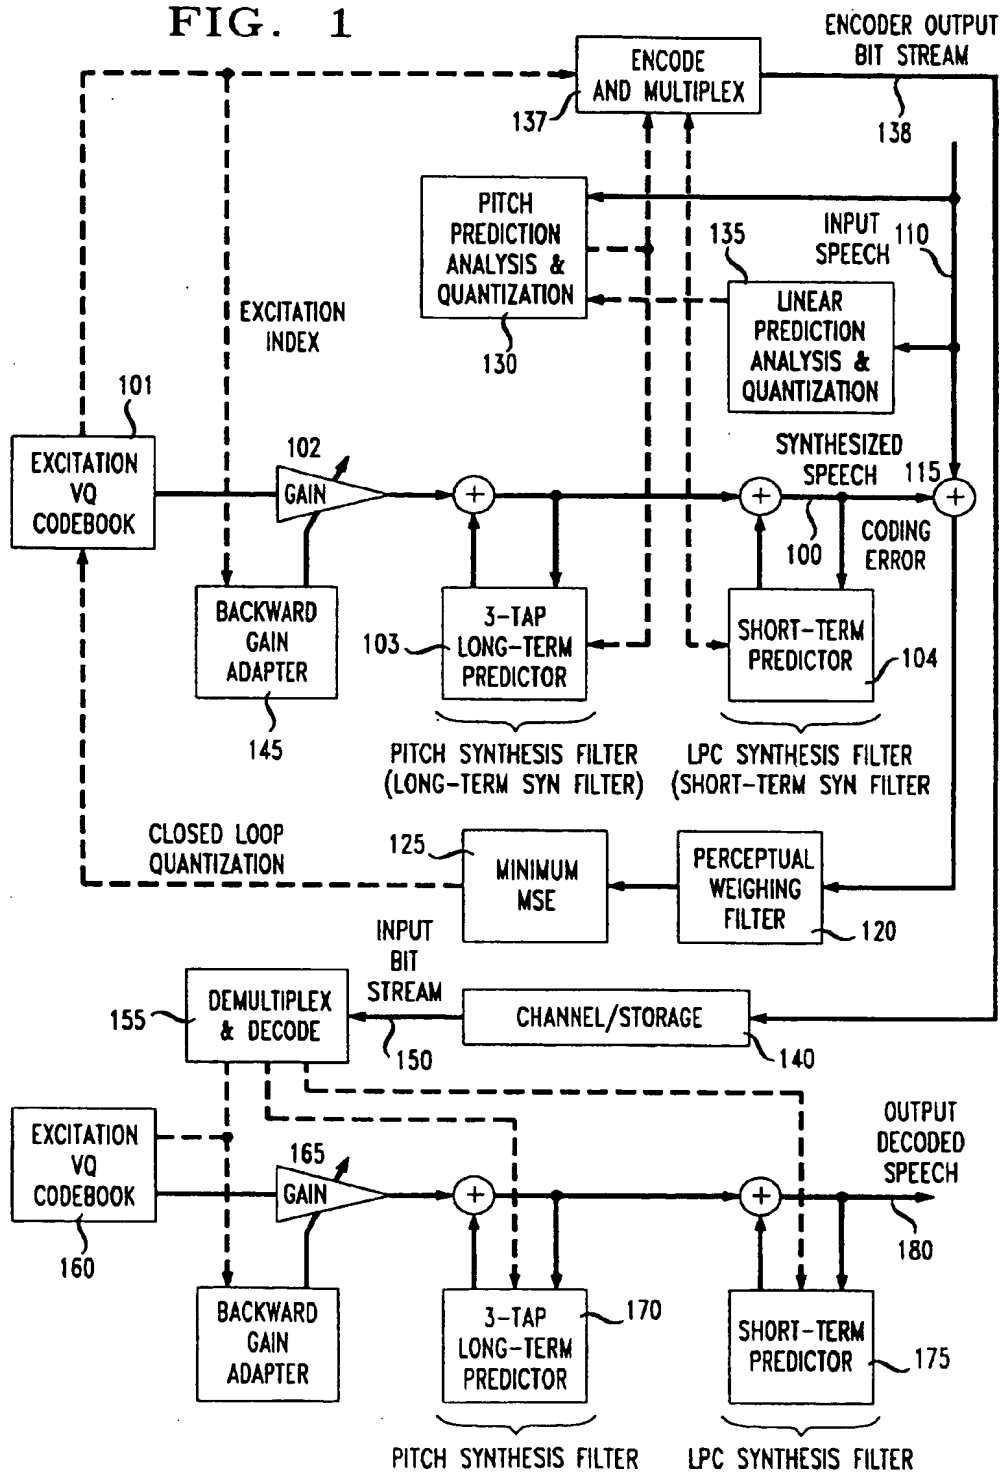 FIG. 1
ENCODER OUTPUT
BIT STREAM
ENCODE
AND MULTIPLEX
137
138
PITCH
PREDICTION
ANALYSIS &
QUANTIZATION
130
INPUT
SPEECH
110
135
LINEAR
PREDICTION
ANALYSIS &
QUANTIZATION
EXCITATION
INDEX
101
EXCITATION
VQ
CODEBOOK
102
GAIN
+
+
SYNTHESIZED
SPEECH
115
+
100
CODING
ERROR
BACKWARD
GAIN
ADAPTER
145
103
3-TAP
LONG-TERM
PREDICTOR
SHORT-TERM
PREDICTOR
104
PITCH SYNTHESIS FILTER
(LONG-TERM SYN FILTER)
LPC SYNTHESIS FILTER
(SHORT-TERM SYN FILTER
CLOSED LOOP
QUANTIZATION
125
MINIMUM
MSE
PERCEPTUAL
WEIGHING
FILTER
120
INPUT
BIT
STREAM
155
DEMULTIPLEX
& DECODE
150
CHANNEL/STORAGE
140
EXCITATION
VQ
CODEBOOK
160
165
GAIN
+
+
OUTPUT
DECODED
SPEECH
180
BACKWARD
GAIN
ADAPTER
3-TAP
LONG-TERM
PREDICTOR
170
SHORT-TERM
PREDICTOR
175
PITCH SYNTHESIS FILTER
LPC SYNTHESIS FILTER